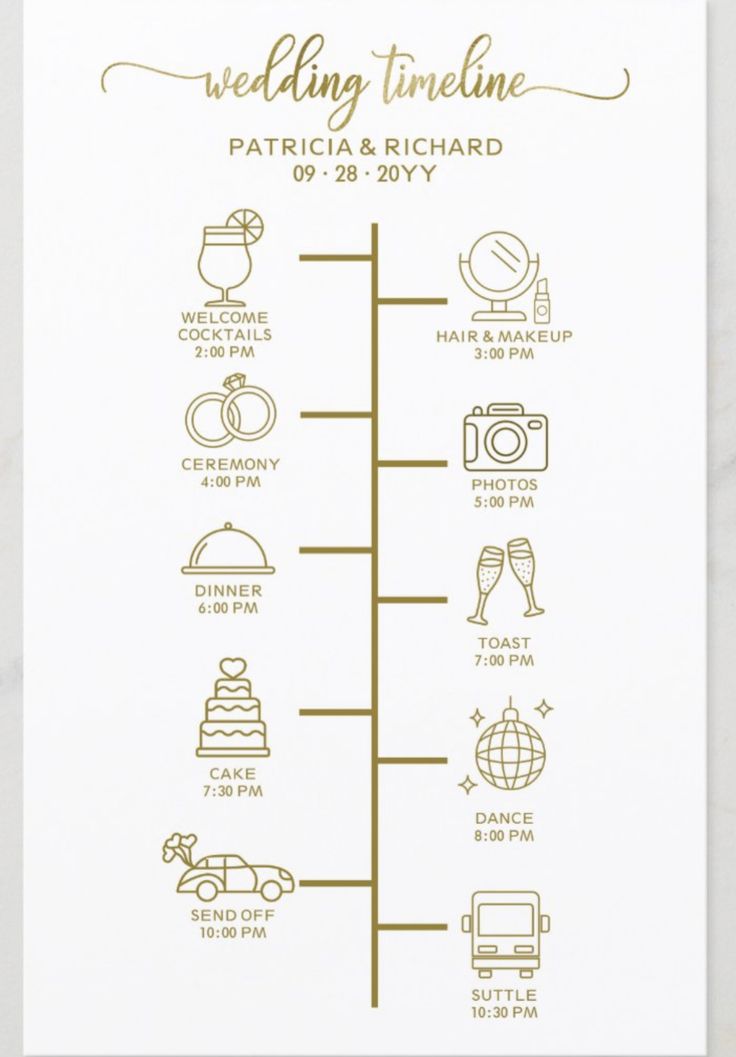 wedding timeline
PATRICIA & RICHARD
09 · 28 · 20YY
WELCOME
COCKTAILS
2:00 PM
HAIR & MAKEUP
3:00 PM
CEREMONY
4:00 PM
PHOTOS
5:00 PM
DINNER
6:00 PM
TOAST
7:00 PM
CAKE
7:30 PM
DANCE
8:00 PM
SEND OFF
10:00 PM
SUTTLE
10:30 PM